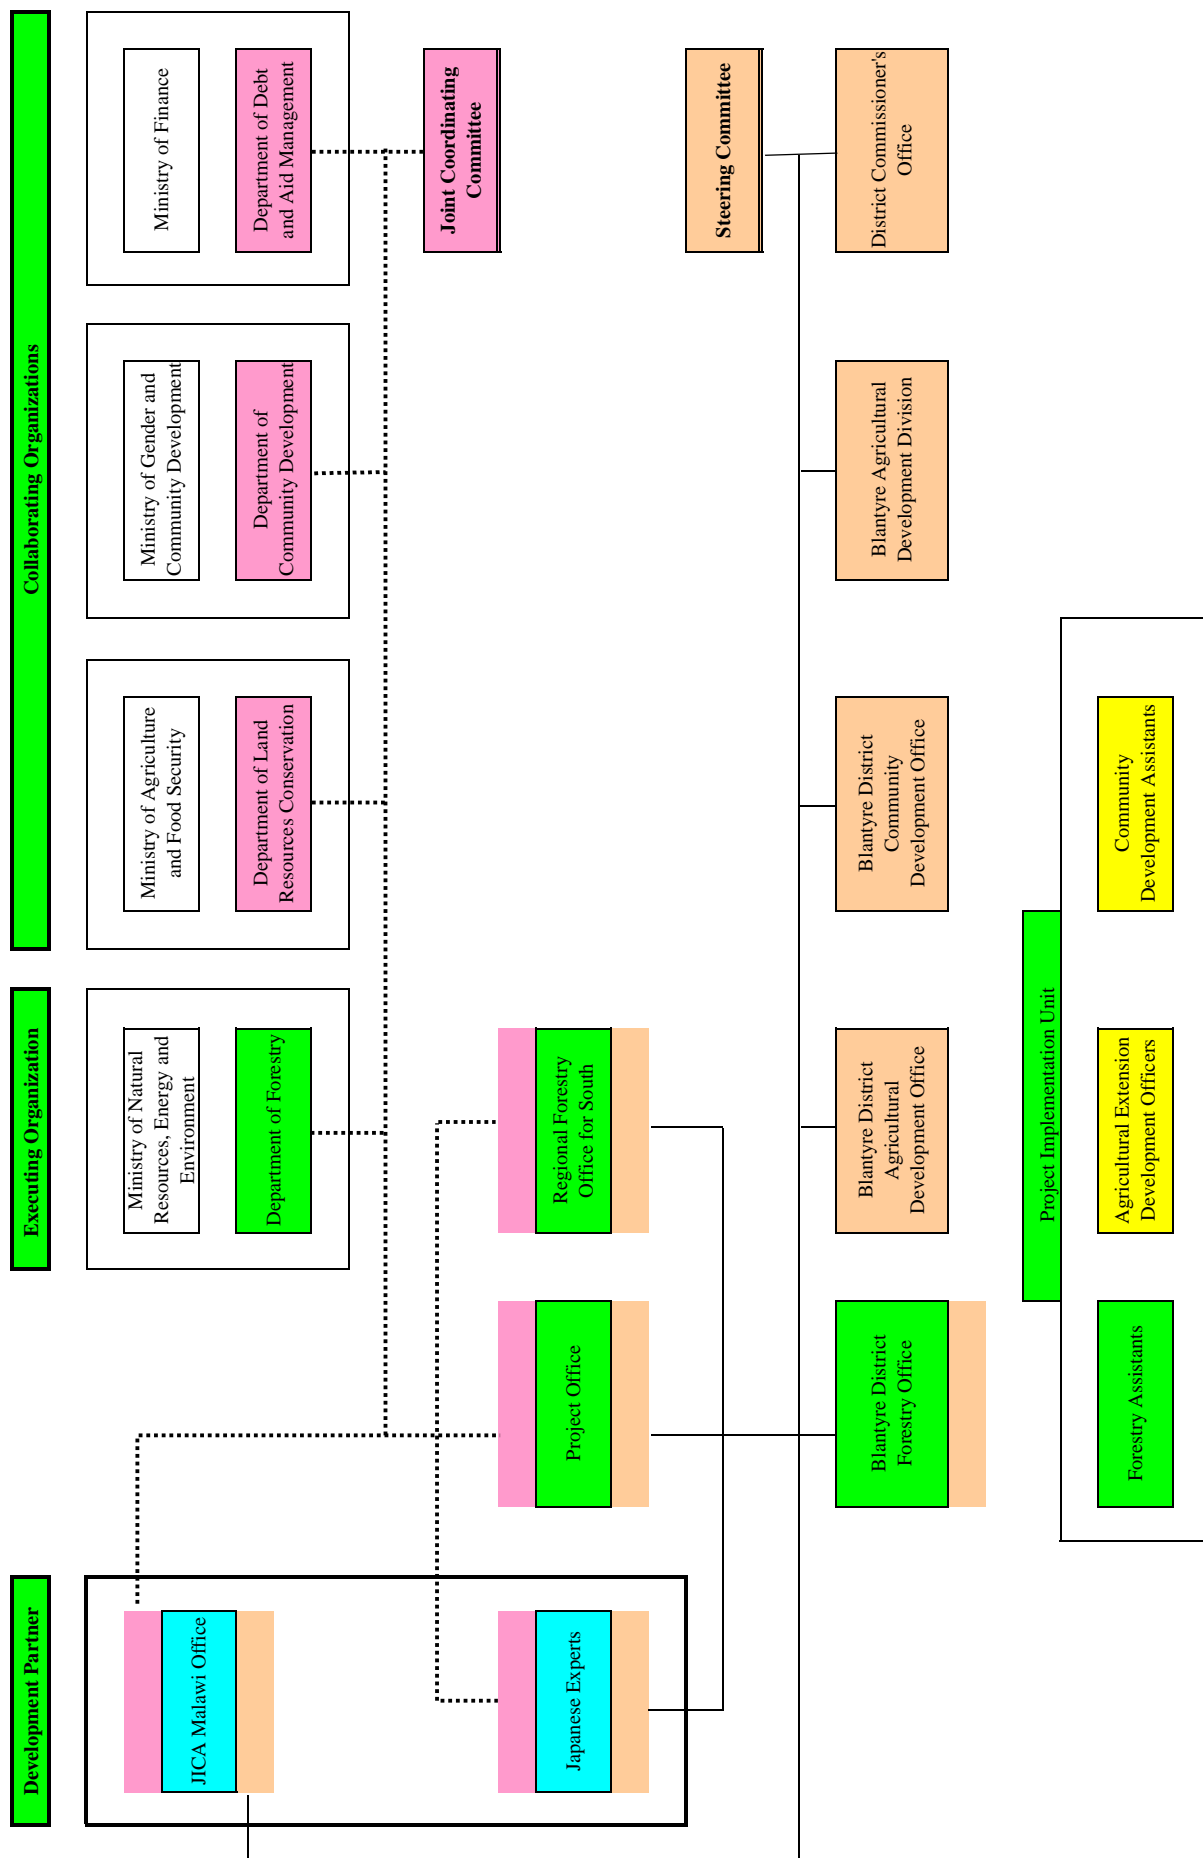 Development Partner
Executing Organization
Collaborating Organizations
JICA Malawi Office
Ministry of Natural
Resources, Energy and
Environment
Ministry of Agriculture
and Food Security
Ministry of Gender and
Community Development
Ministry of Finance
Department of Forestry
Department of Land
Resources Conservation
Department of
Community Development
Department of Debt
and Aid Management
Joint Coordinating
Committee
Japanese Experts
Project Office
Regional Forestry
Office for South
Steering Committee
Blantyre District
Forestry Office
Blantyre District
Agricultural
Development Office
Blantyre District
Community
Development Office
Blantyre Agricultural
Development Division
District Commissioner's
Office
Project Implementation Unit
Forestry Assistants
Agricultural Extension
Development Officers
Community
Development Assistants